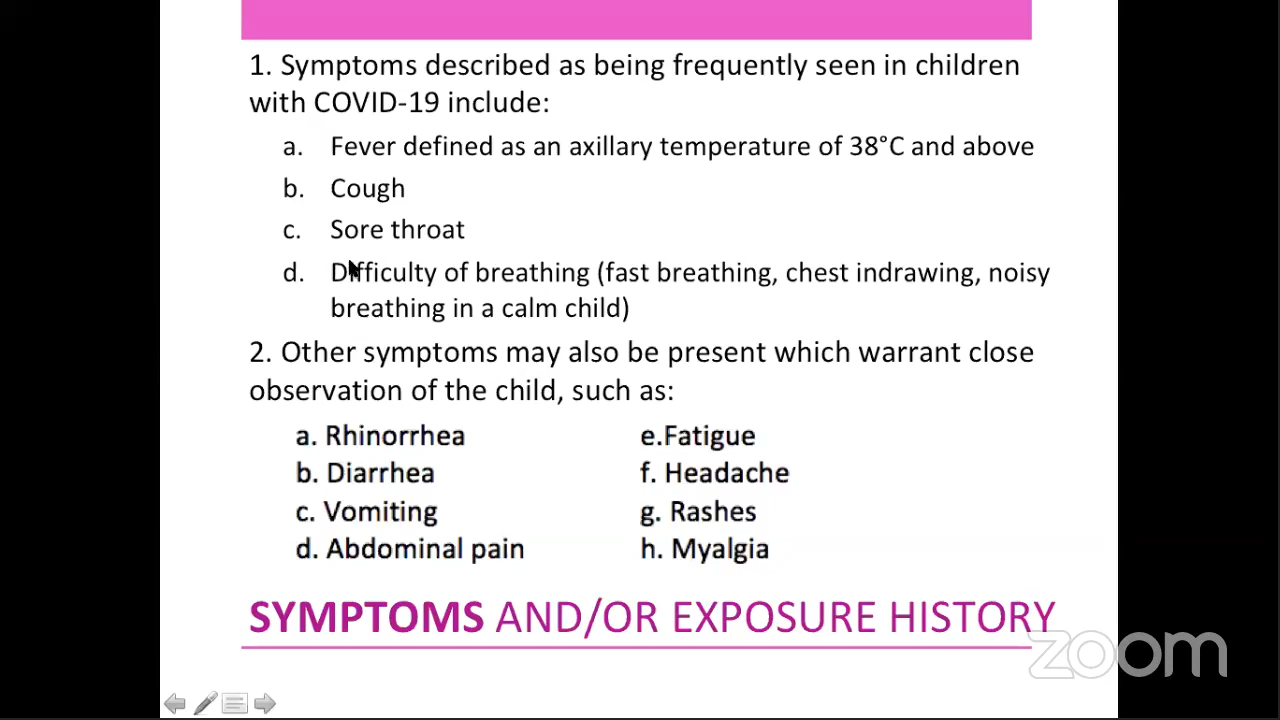 1. Symptoms described as being frequently seen in children
with COVID-19 include:
a. Fever defined as an axillary temperature of 38°C and above
b. Cough
c. Sore throat
d. Difficulty of breathing (fast breathing, chest indrawing, noisy
breathing in a calm child)
2. Other symptoms may also be present which warrant close
observation of the child, such as:
a. Rhinorrhea
b. Diarrhea
c. Vomiting
d. Abdominal pain
e.Fatigue
f. Headache
g. Rashes
h. Myalgia
SYMPTOMS AND/OR EXPOSURE HISTORY
zoom